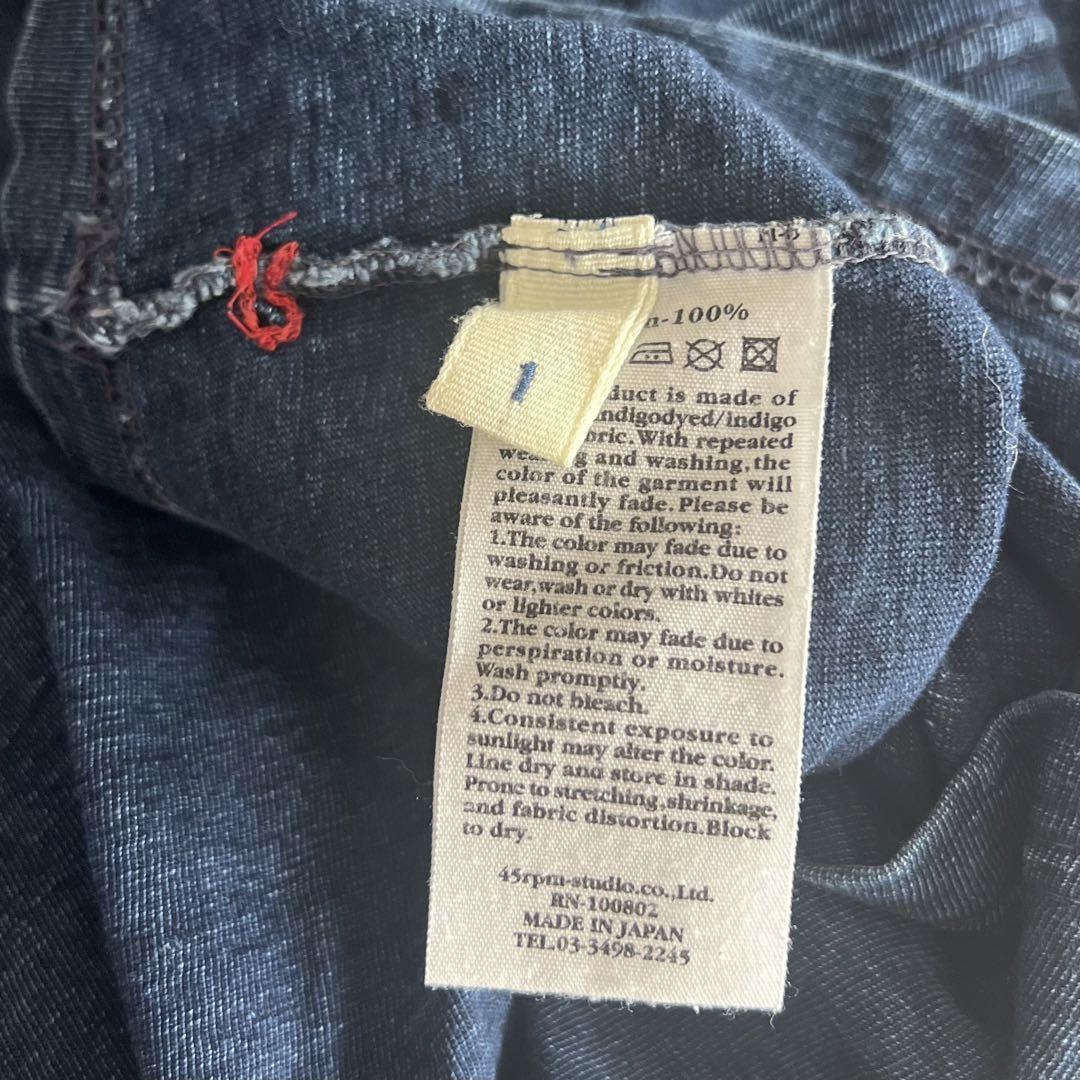 1
-100%
is made of
indigodyed/indigo
With repeated
and washing,the
color of the garment will
pleasantly fade. Please be
aware of the following:
1.The color may fade due to
washing or friction.Do not
wear,wash or dry with whites
or lighter colors.
2.The color may fade due to
perspiration or moisture.
Wash promptly.
3.Do not bleach.
4.Consistent exposure to
sunlight may alter the color.
Line dry and store in shade.
Prone to stretching,shrinkage,
and fabric distortion.Block
to dry.
45rpm-studio.co.,Ltd.
RN-100802
MADE IN JAPAN
TEL.03-3498-2245